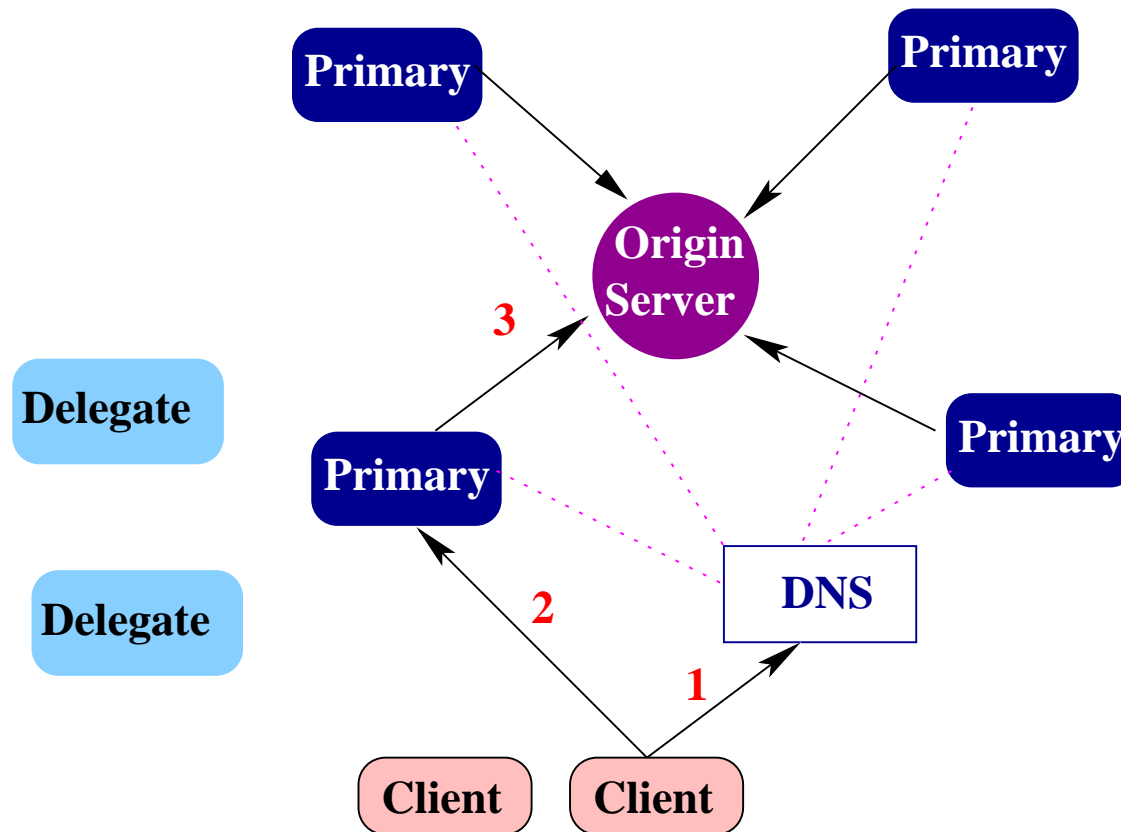 Primary
Primary
Origin
Server
3
Delegate
Primary
Primary
Delegate
2
DNS
1
Client
Client